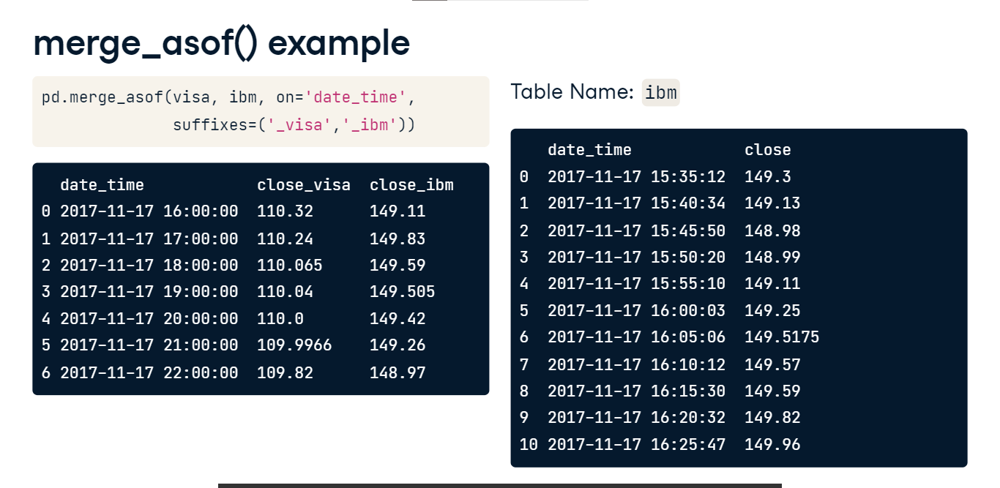 merge_asof() example
pd.merge_asof(visa, ibm, on='date_time',
suffixes=('_visa','_ibm'))
date_time close_visa close_ibm
0 2017-11-17 16:00:00 110.32 149.11
1 2017-11-17 17:00:00 110.24 149.83
2 2017-11-17 18:00:00 110.065 149.59
3 2017-11-17 19:00:00 110.04 149.505
4 2017-11-17 20:00:00 110.0 149.42
5 2017-11-17 21:00:00 109.9966 149.26
6 2017-11-17 22:00:00 109.82 148.97
Table Name: ibm
date_time close
0 2017-11-17 15:35:12 149.3
1 2017-11-17 15:40:34 149.13
2 2017-11-17 15:45:50 148.98
3 2017-11-17 15:50:20 148.99
4 2017-11-17 15:55:10 149.11
5 2017-11-17 16:00:03 149.25
6 2017-11-17 16:05:06 149.5175
7 2017-11-17 16:10:12 149.57
8 2017-11-17 16:15:30 149.59
9 2017-11-17 16:20:32 149.82
10 2017-11-17 16:25:47 149.96